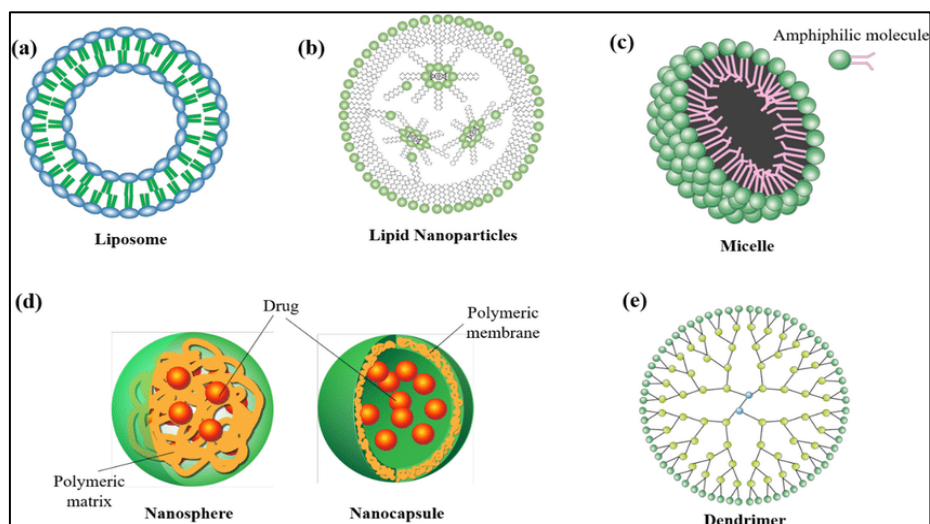 (a)
Liposome
(b)
Lipid Nanoparticles
(c)
Amphiphilic molecule
Micelle
(d)
Drug
Polymeric
membrane
Polymeric
matrix
Nanosphere
Nanocapsule
(e)
Dendrimer